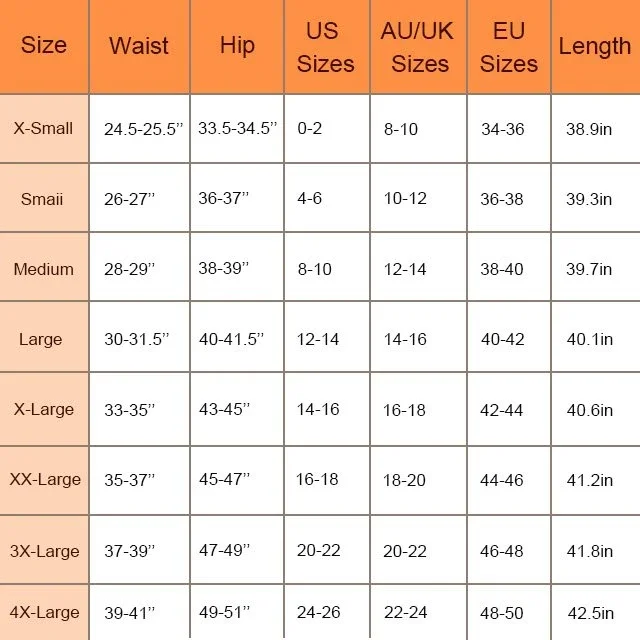 Size Waist Hip US Sizes AU/UK Sizes EU Sizes Length
X-Small 24.5-25.5’’ 33.5-34.5’’ 0-2 8-10 34-36 38.9in
Smaii 26-27’’ 36-37’’ 4-6 10-12 36-38 39.3in
Medium 28-29’’ 38-39’’ 8-10 12-14 38-40 39.7in
Large 30-31.5’’ 40-41.5’’ 12-14 14-16 40-42 40.1in
X-Large 33-35’’ 43-45’’ 14-16 16-18 42-44 40.6in
XX-Large 35-37’’ 45-47’’ 16-18 18-20 44-46 41.2in
3X-Large 37-39’’ 47-49’’ 20-22 20-22 46-48 41.8in
4X-Large 39-41’’ 49-51’’ 24-26 22-24 48-50 42.5in